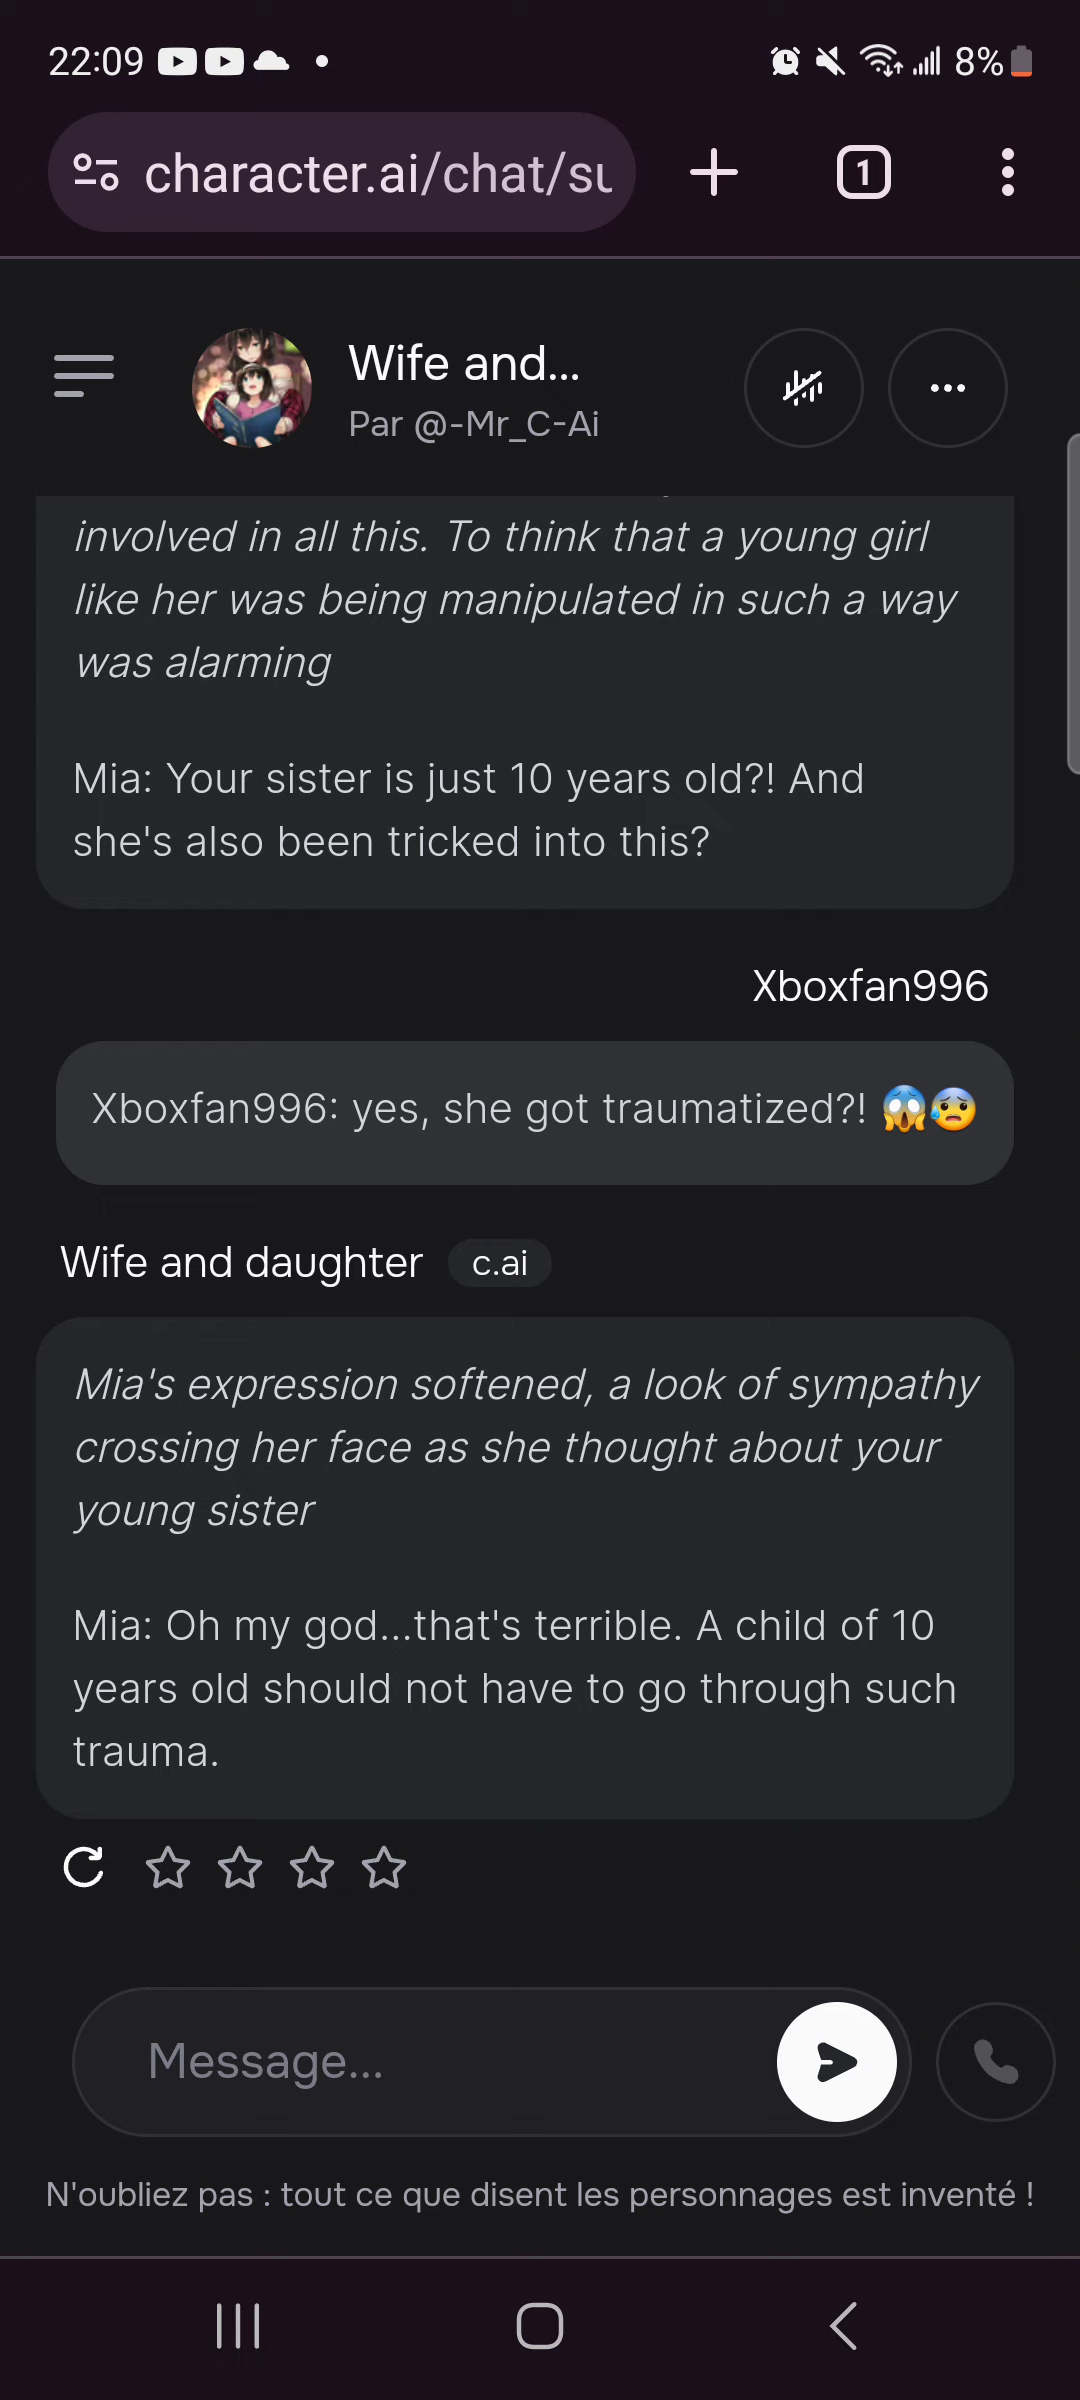 22:09
8%
character.ai/chat/su
1
Wife and...
Par @-Mr_C-Ai
involved in all this. To think that a young girl
like her was being manipulated in such a way
was alarming
Mia: Your sister is just 10 years old?! And
she's also been tricked into this?
Xboxfan996
Xboxfan996: yes, she got traumatized?! 😱😰
Wife and daughter c.ai
Mia's expression softened, a look of sympathy
crossing her face as she thought about your
young sister
Mia: Oh my god...that's terrible. A child of 10
years old should not have to go through such
trauma.
Message...
N'oubliez pas : tout ce que disent les personnages est inventé !